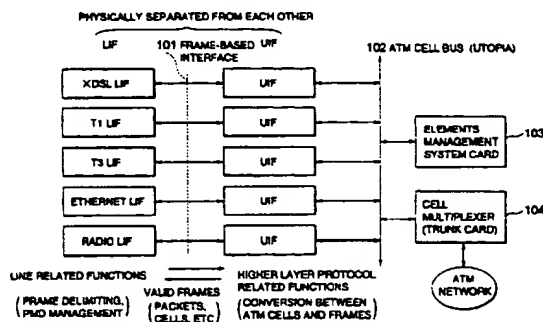 PHYSICALLY SEPARATED FROM EACH OTHER
LIF
101 FRAME-BASED INTERFACE
UIF
102 ATM CELL BUS (UTOPIA)
XDSL LIF
UIF
T1 LIF
UIF
ELEMENTS MANAGEMENT SYSTEM CARD
103
T3 LIF
UIF
ETHERNET LIF
UIF
CELL MULTIPLEXER (TRUNK CARD)
104
RADIO LIF
UIF
LINE RELATED FUNCTIONS
(FRAME DELIMITING, PMD MANAGEMENT)
VALID FRAMES
(PACKETS, CELLS, ETC)
HIGHER LAYER PROTOCOL RELATED FUNCTIONS
(CONVERSION BETWEEN ATM CELLS AND FRAMES)
ATM NETWORK